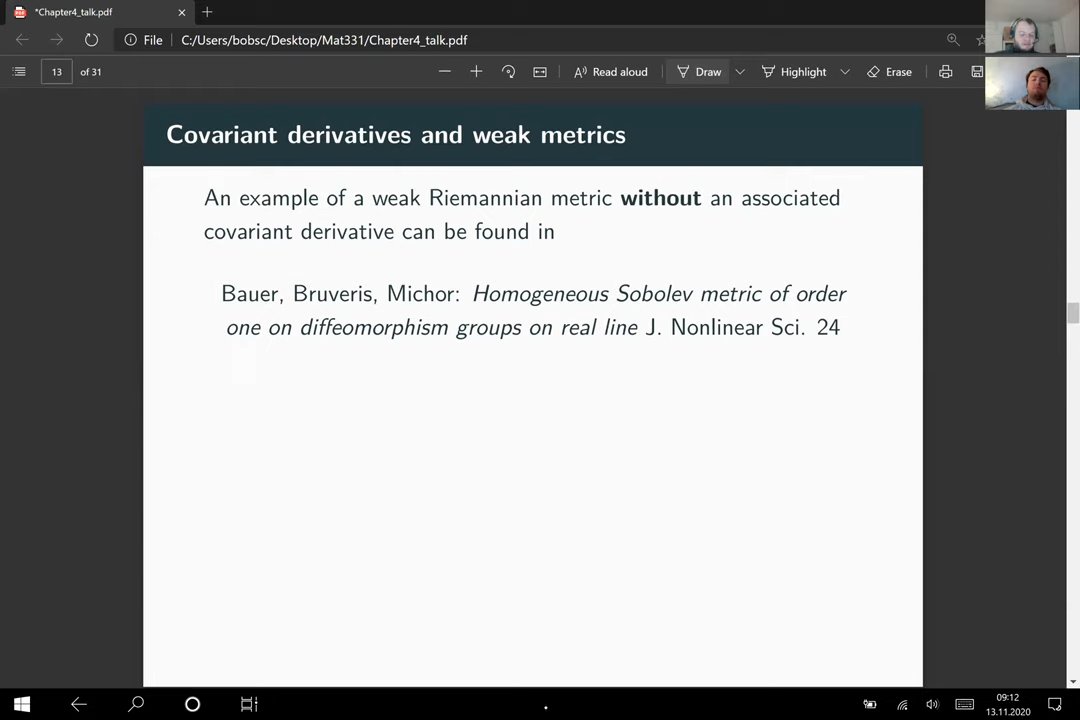 *Chapter4_talk.pdf
File C:/Users/bobsc/Desktop/Mat331/Chapter4_talk.pdf
13 of 31 Read aloud Draw Highlight Erase
Covariant derivatives and weak metrics
An example of a weak Riemannian metric without an associated
covariant derivative can be found in
Bauer, Bruveris, Michor: Homogeneous Sobolev metric of order
one on diffeomorphism groups on real line J. Nonlinear Sci. 24
09:12
13.11.2020